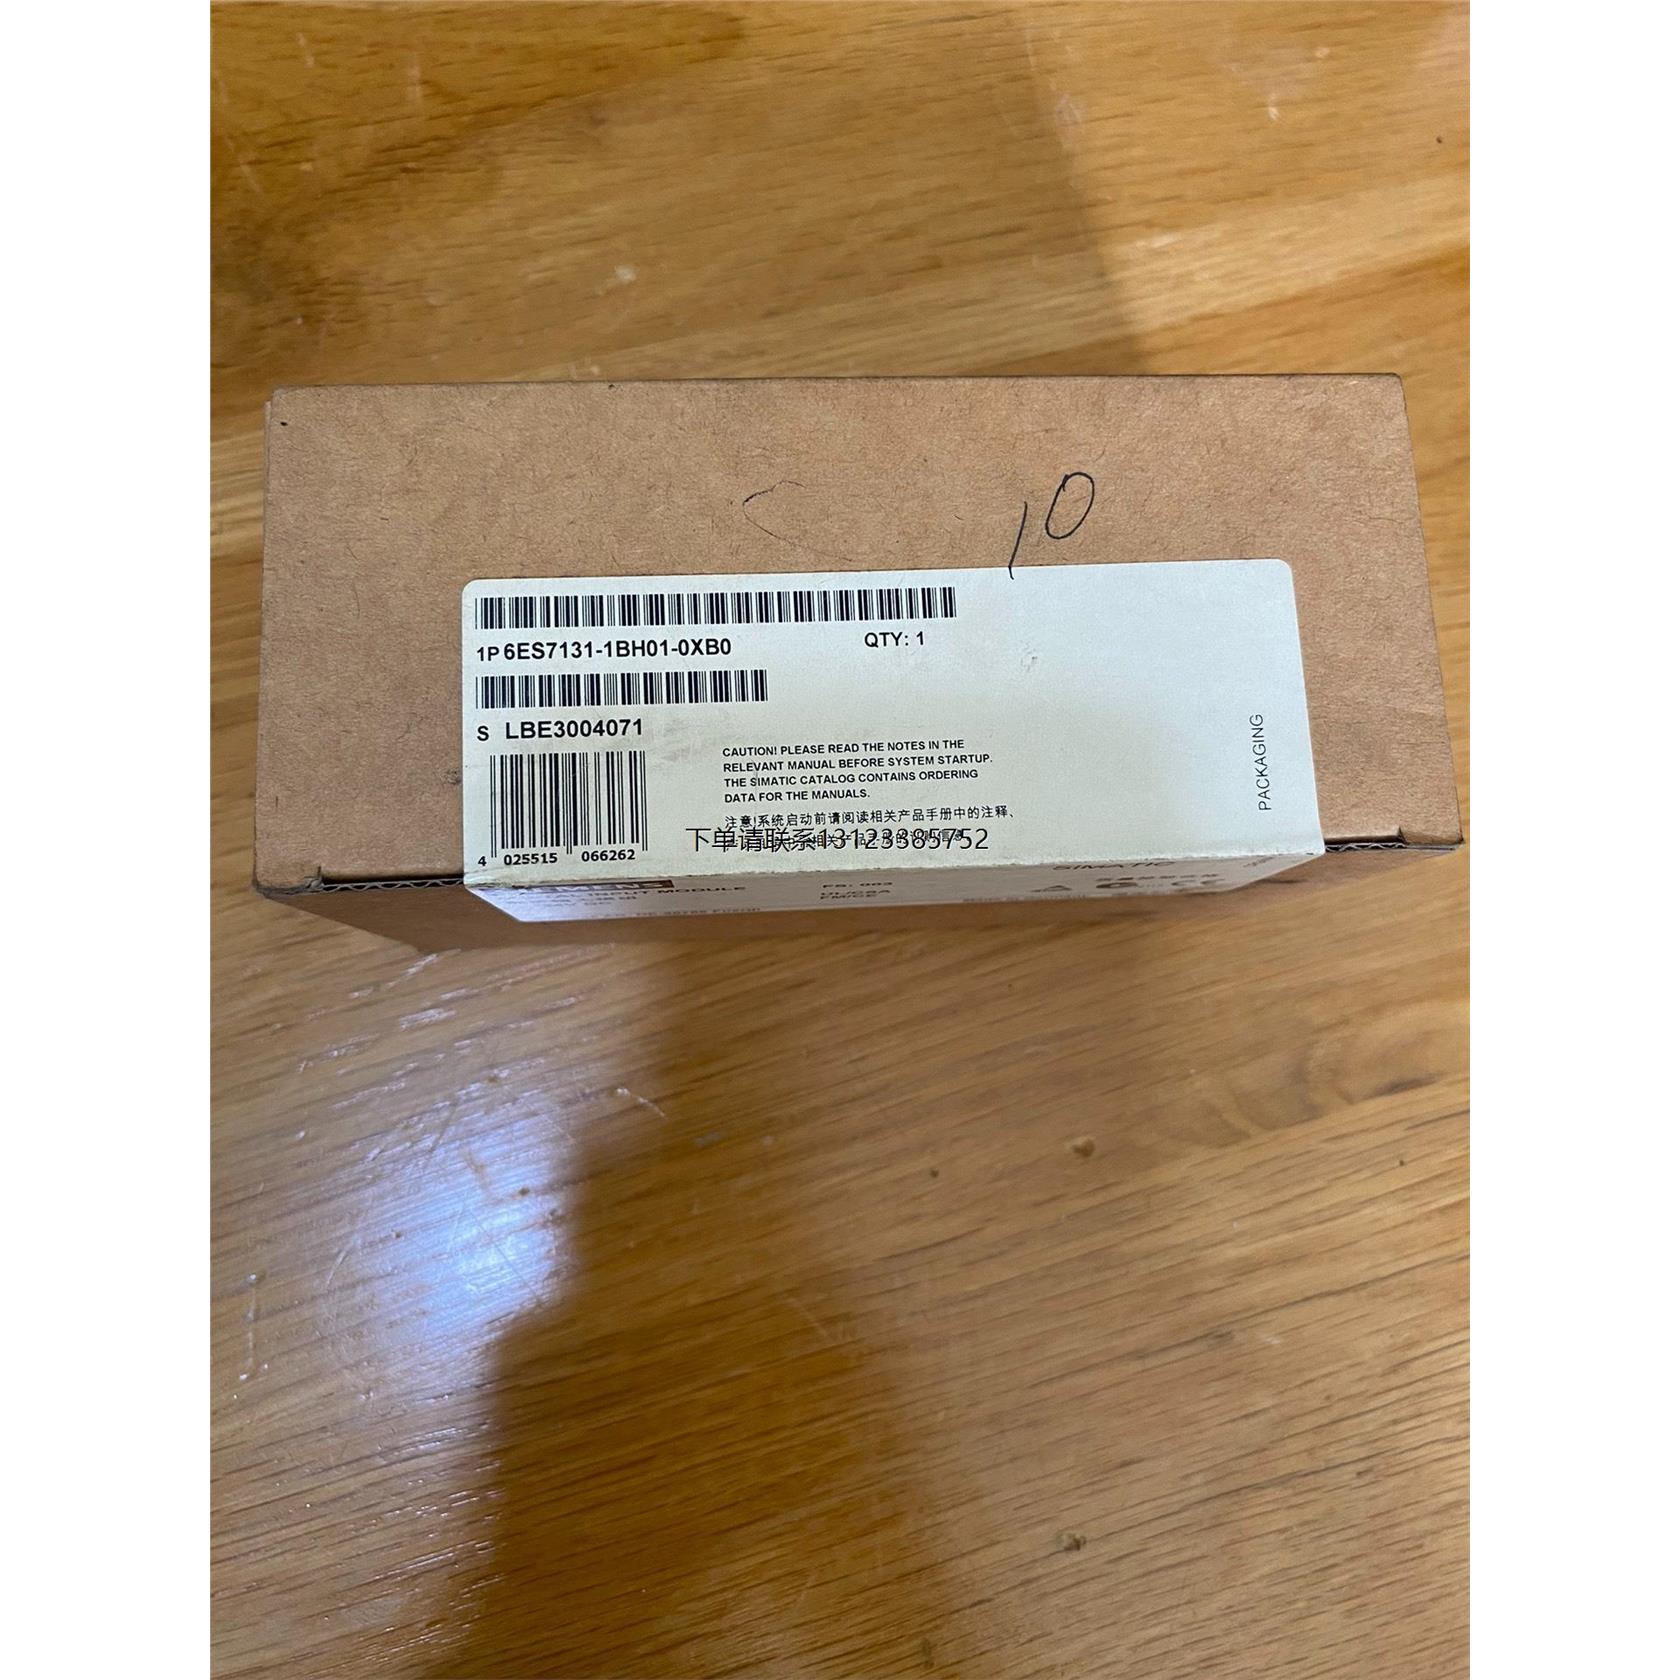 10
1P 6ES7131-1BH01-0XB0
QTY: 1
S LBE3004071
CAUTION! PLEASE READ THE NOTES IN THE
RELEVANT MANUAL BEFORE SYSTEM STARTUP.
THE SIMATIC CATALOG CONTAINS ORDERING
DATA FOR THE MANUALS.
注意!系统启动前请阅读相关产品手册中的注释、
下单请联系13123385752
4 025515 066262
PACKAGING
SIEMENS
INPUT MODULE
SIMATIC